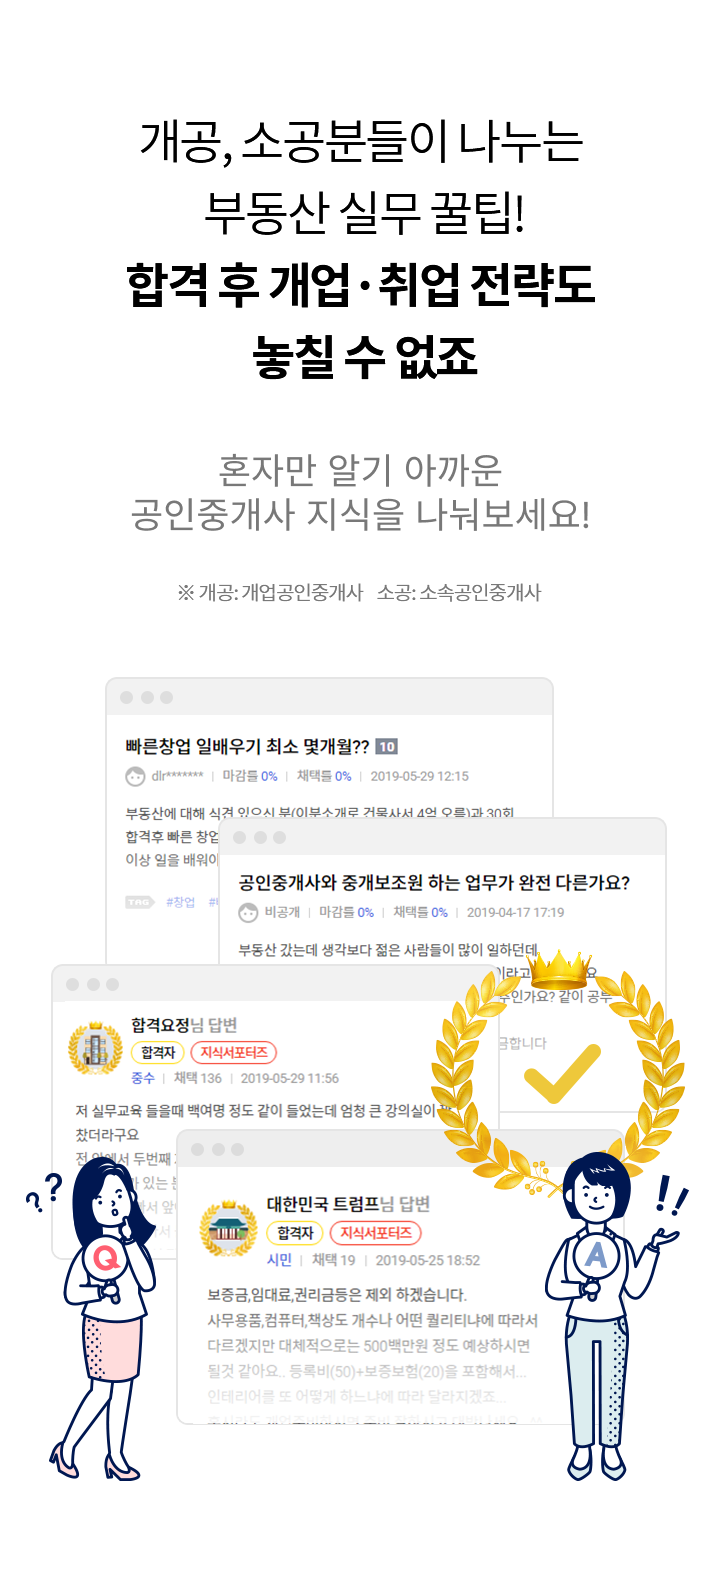 개공, 소공분들이 나누는
부동산 실무 꿀팁!
합격 후 개업·취업 전략도
놓칠 수 없죠
혼자만 알기 아까운
공인중개사 지식을 나눠보세요!
※ 개공: 개업공인중개사 소공: 소속공인중개사
빠른창업 일배우기 최소 몇개월?? 10
dlr******* | 마감률 0% | 채택률 0% | 2019-05-29 12:15
부동산에 대해 식견 있으신 분(이분소개로 건물사서 4억 오름)과 30회
합격후 빠른 창업
이상 일을 배워야
TAG #창업
공인중개사와 중개보조원 하는 업무가 완전 다른가요?
비공개 | 마감률 0% | 채택률 0% | 2019-04-17 17:19
부동산 갔는데 생각보다 젊은 사람들이 많이 일하던데
이라고
수인가요? 같이 공부
금합니다
합격요정님 답변
합격자 지식서포터즈
중수 | 채택 136 | 2019-05-29 11:56
저 실무교육 들을때 백여명 정도 같이 들었는데 엄청 큰 강의실이
찼더라구요
전 앞에서 두번째
있는
Q
A
대한민국 트럼프님 답변
합격자 지식서포터즈
시민 | 채택 19 | 2019-05-25 18:52
보증금,임대료,권리금등은 제외 하겠습니다.
사무용품,컴퓨터,책상도 개수나 어떤 퀄리티냐에 따라서
다르겠지만 대체적으로는 500백만원 정도 예상하시면
될것 같아요.. 등록비(50)+보증보험(20)을 포함해서...
인테리어를 또 어떻게 하느냐에 따라 달라지겠죠...